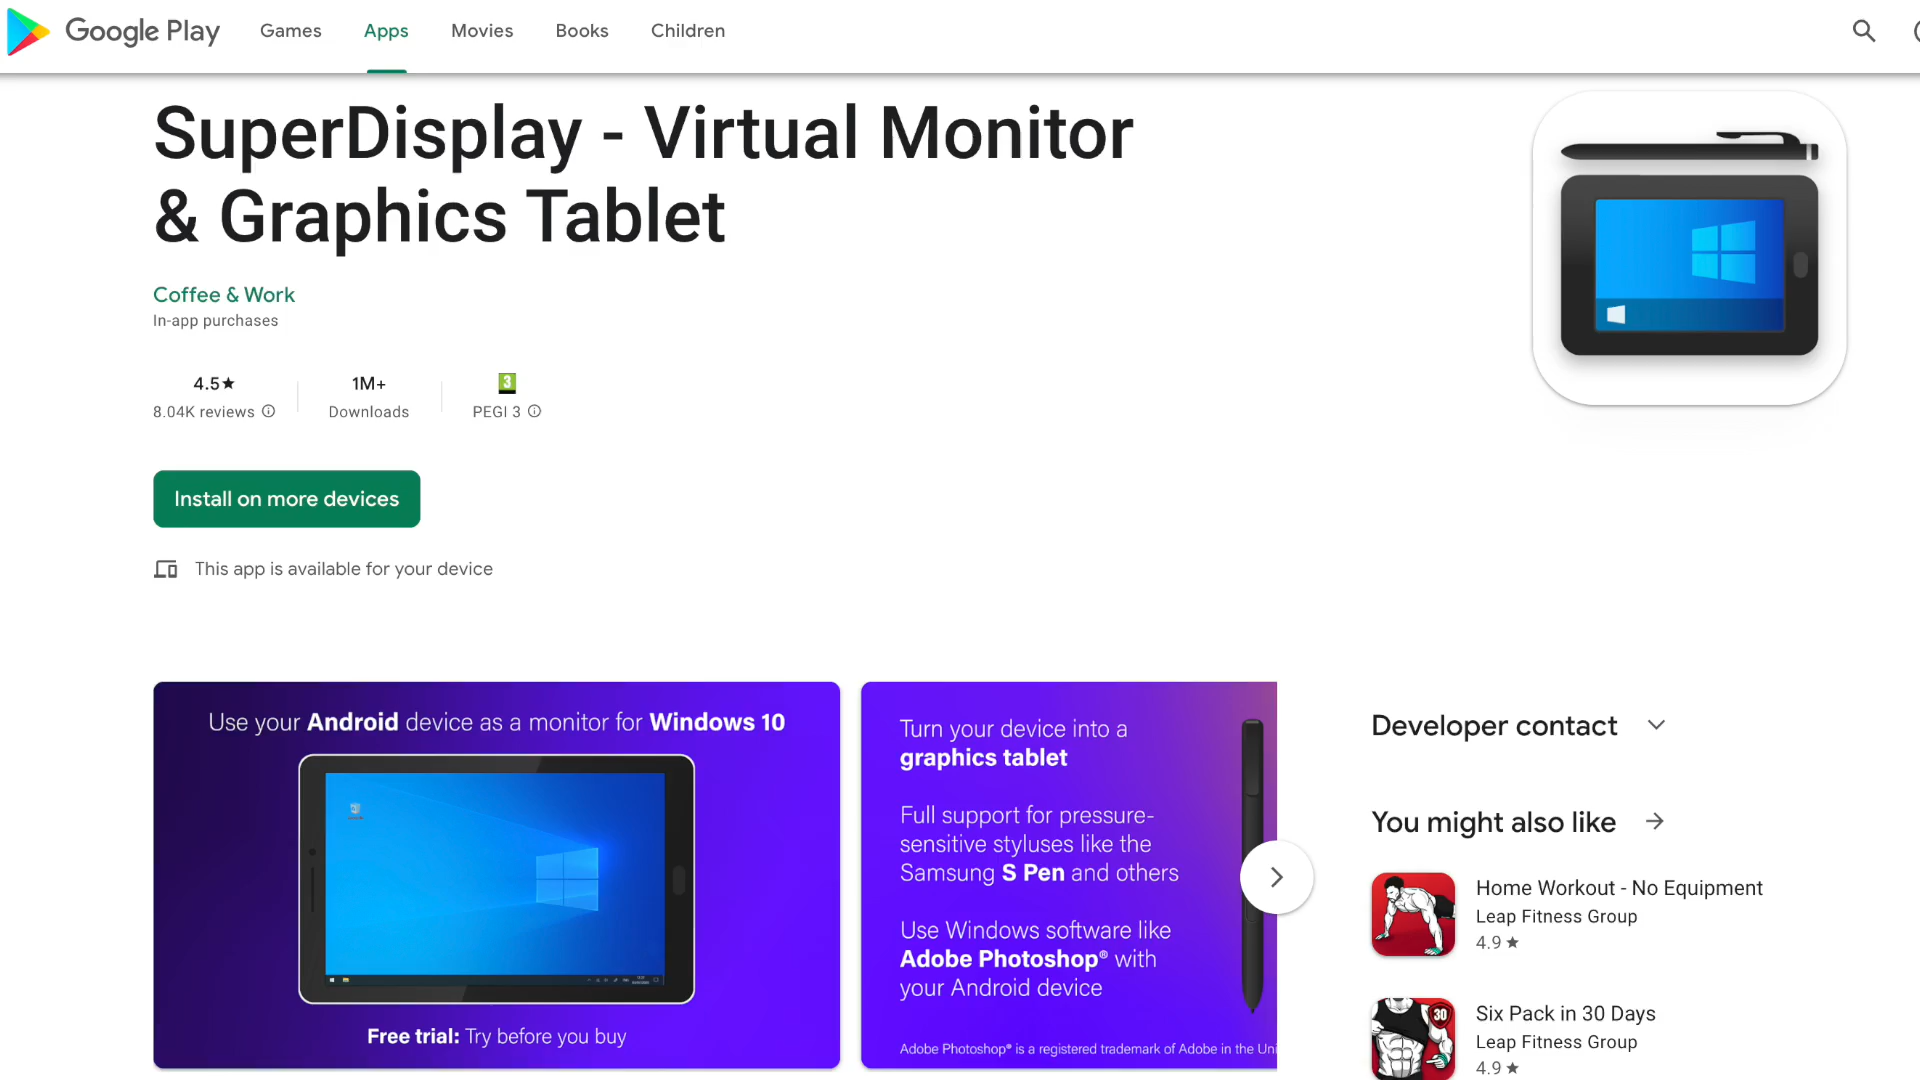 Google Play
Games
Apps
Movies
Books
Children
SuperDisplay - Virtual Monitor
& Graphics Tablet
Coffee & Work
In-app purchases
4.5★
8.04K reviews
1M+
Downloads
3
PEGI 3
Install on more devices
This app is available for your device
Use your Android device as a monitor for Windows 10
Free trial: Try before you buy
Turn your device into a
graphics tablet
Full support for pressure-
sensitive styluses like the
Samsung S Pen and others
Use Windows software like
Adobe Photoshop® with
your Android device
Adobe Photoshop® is a registered trademark of Adobe in the Uni
Developer contact
You might also like
Home Workout - No Equipment
Leap Fitness Group
4.9★
30
Six Pack in 30 Days
Leap Fitness Group
4.9★